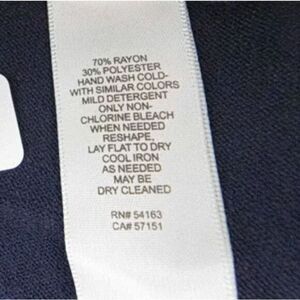 70% RAYON
30% POLYESTER
HAND WASH COLD-
WITH SIMILAR COLORS
MILD DETERGENT
ONLY NON-
CHLORINE BLEACH
WHEN NEEDED
RESHAPE,
LAY FLAT TO DRY
COOL IRON
AS NEEDED
MAY BE
DRY CLEANED
RN# 54163
CA# 57151